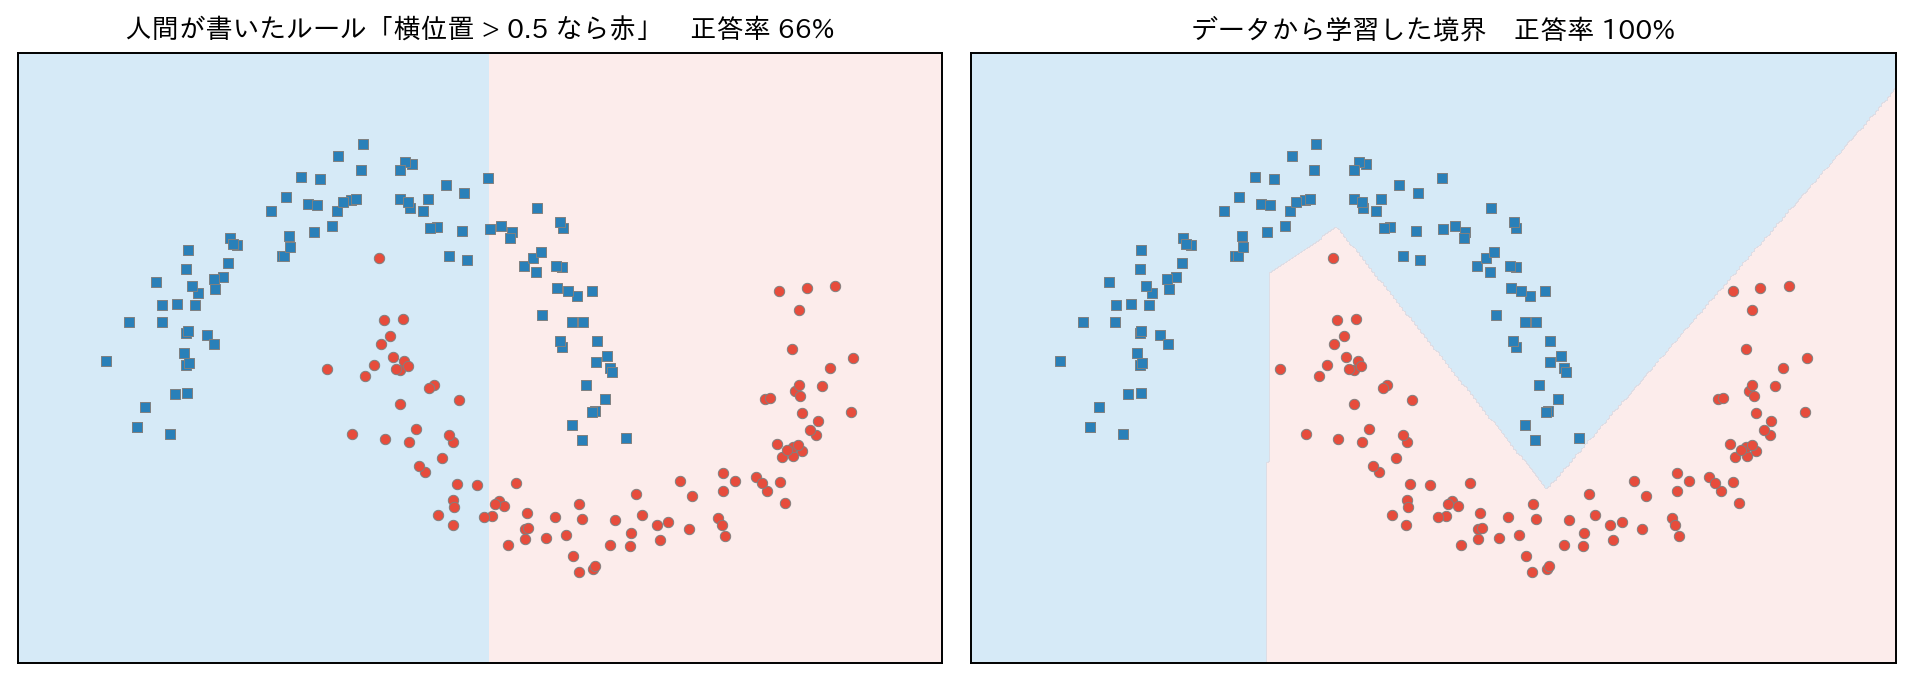 人間が書いたルール「横位置 > 0.5 なら赤」　正答率 66%
データから学習した境界　正答率 100%